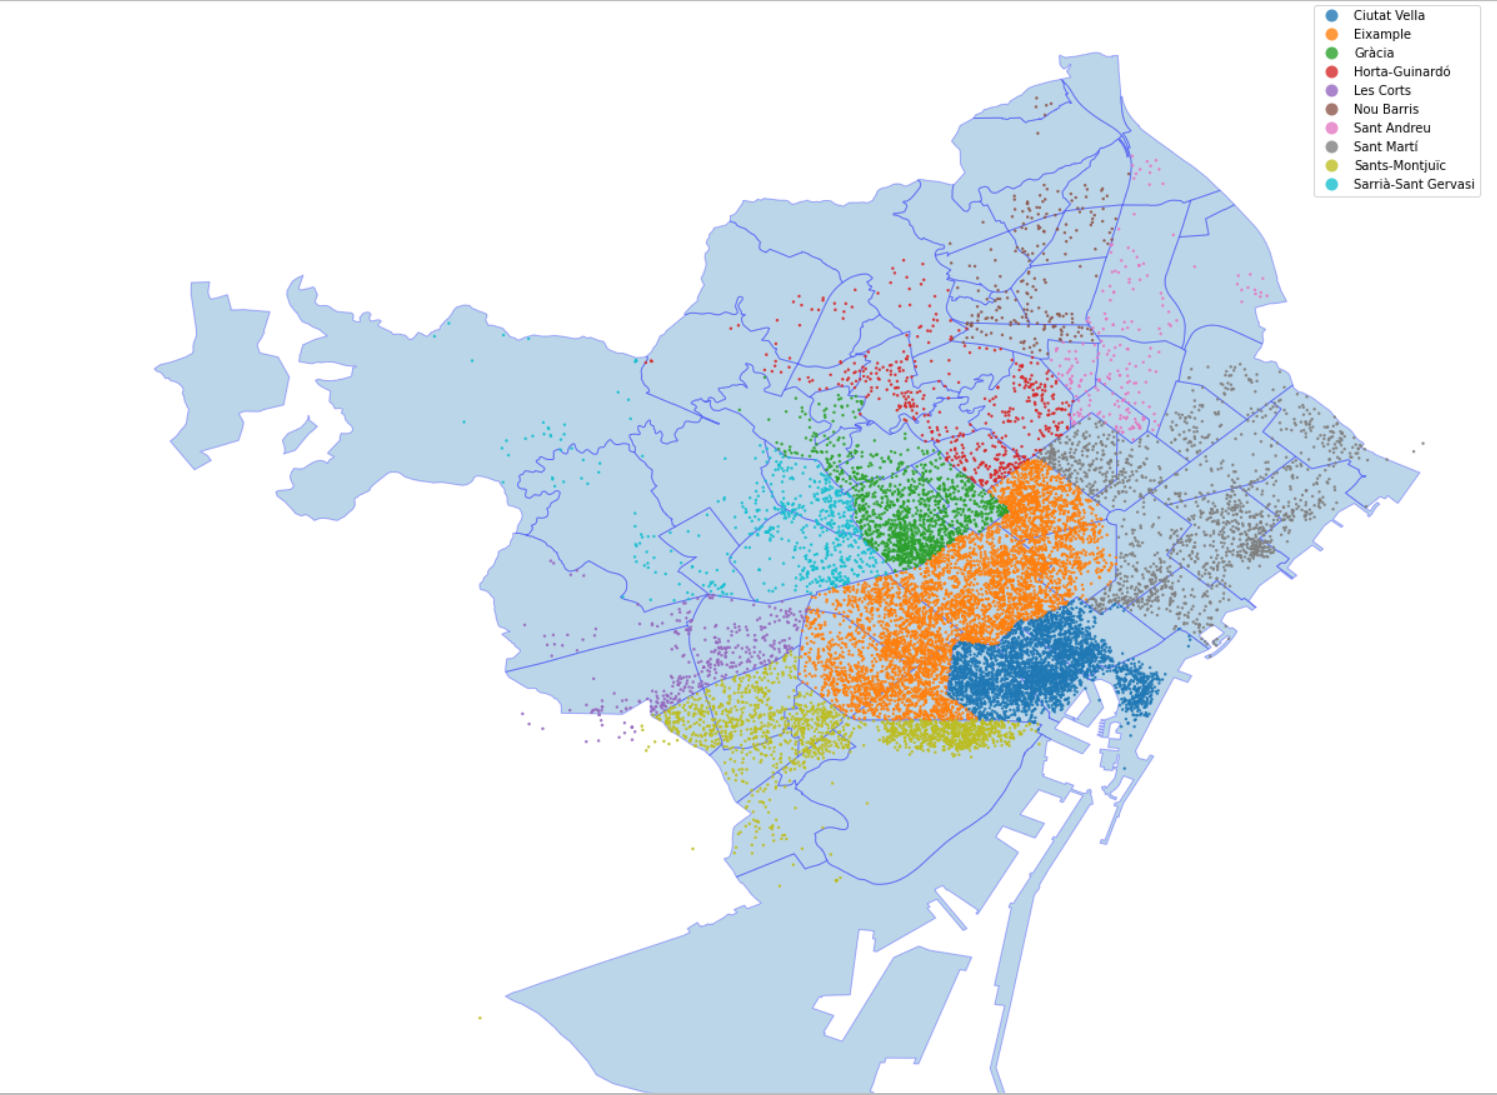 Ciutat Vella
Eixample
Gràcia
Horta-Guinardó
Les Corts
Nou Barris
Sant Andreu
Sant Martí
Sants-Montjuïc
Sarrià-Sant Gervasi